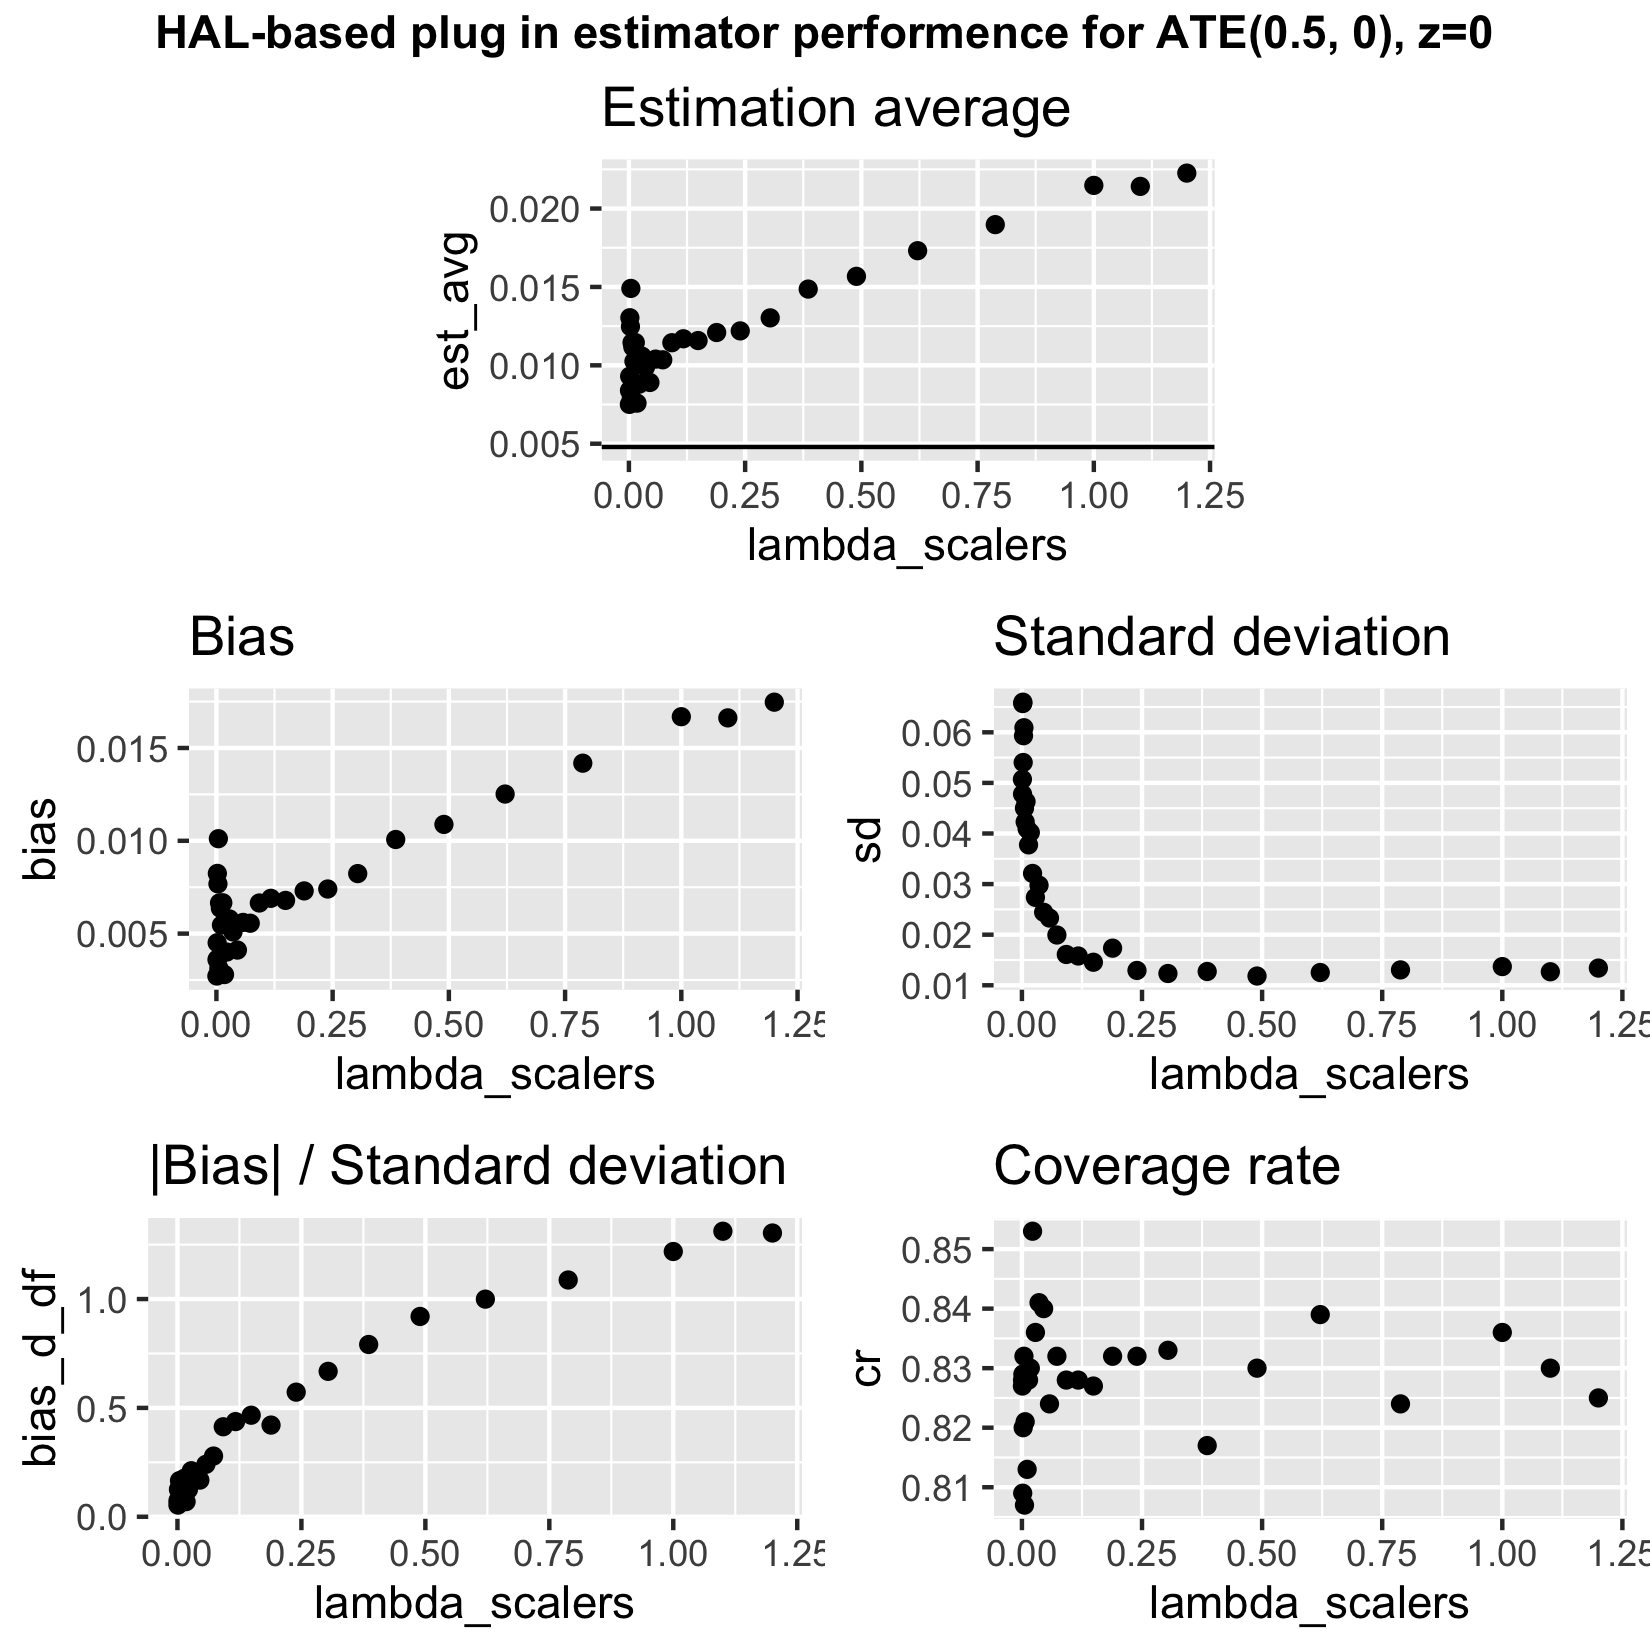 HAL-based plug in estimator performence for ATE(0.5, 0), z=0
Estimation average
est_avg
0.020
0.015
0.010
0.005
0.00 0.25 0.50 0.75 1.00 1.25
lambda_scalers
Bias
bias
0.015
0.010
0.005
0.00 0.25 0.50 0.75 1.00 1.25
lambda_scalers
Standard deviation
sd
0.06
0.05
0.04
0.03
0.02
0.01
0.00 0.25 0.50 0.75 1.00 1.25
lambda_scalers
|Bias| / Standard deviation
bias_d_df
1.0
0.5
0.0
0.00 0.25 0.50 0.75 1.00 1.25
lambda_scalers
Coverage rate
cr
0.85
0.84
0.83
0.82
0.81
0.00 0.25 0.50 0.75 1.00 1.25
lambda_scalers